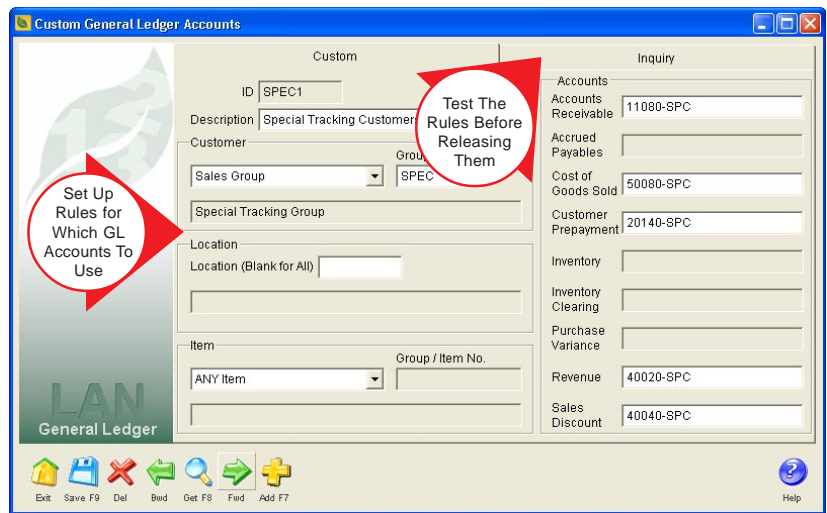 Custom General Ledger Accounts
Custom
Inquiry
ID SPEC1
Description Special Tracking Customer
Customer
Sales Group
SPEC
Special Tracking Group
Location
Location (Blank for All)
Item
Group / Item No.
ANY Item
Accounts
Accounts
Receivable 11080-SPC
Accrued
Payables
Cost of
Goods Sold 50080-SPC
Customer
Prepayment 20140-SPC
Inventory
Inventory
Clearing
Purchase
Variance
Revenue 40020-SPC
Sales
Discount 40040-SPC
Set Up
Rules for
Which GL
Accounts To
Use
Test The
Rules Before
Releasing
Them
LAN
General Ledger
Exit Save F9 Del Bwd Get F8 Fwd Add F7
Help